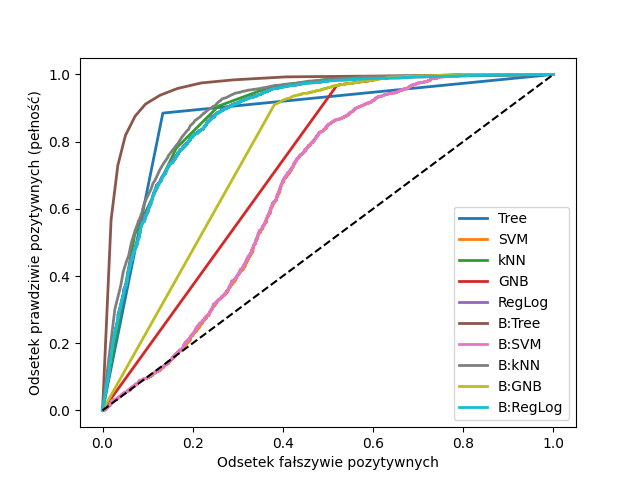 1.0
0.8
0.6
0.4
0.2
0.0
Odsetek prawdziwie pozytywnych (pełność)
Tree
SVM
kNN
GNB
RegLog
B:Tree
B:SVM
B:kNN
B:GNB
B:RegLog
0.0 0.2 0.4 0.6 0.8 1.0
Odsetek fałszywie pozytywnych